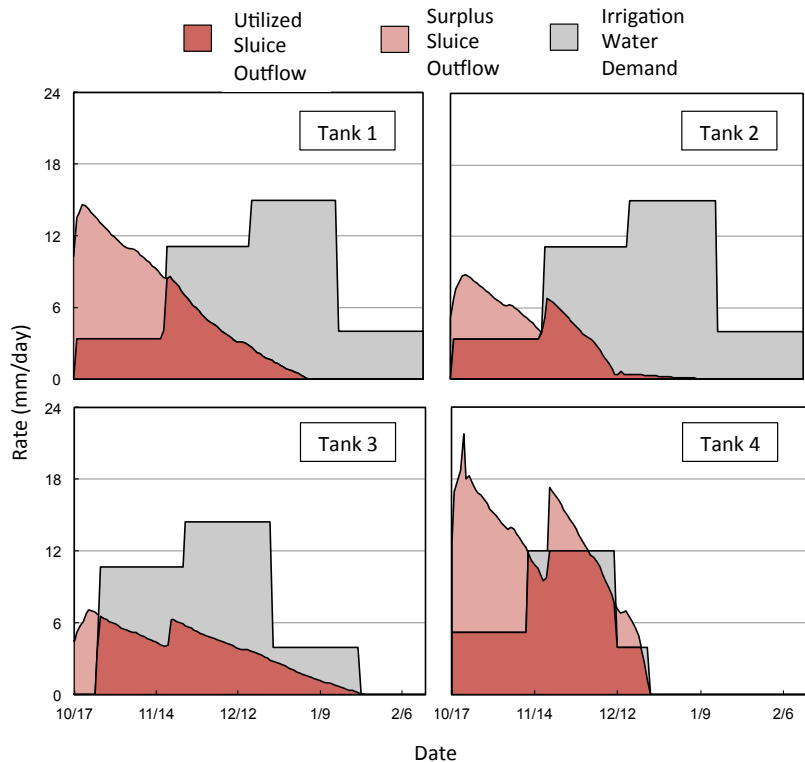 Utilized
Sluice
Outflow
Surplus
Sluice
Outflow
Irrigation
Water
Demand
Rate (mm/day)
24
18
12
6
0
Tank 1
Tank 2
24
18
12
6
0
Tank 3
Tank 4
10/17 11/14 12/12 1/9 2/6
10/17 11/14 12/12 1/9 2/6
Date